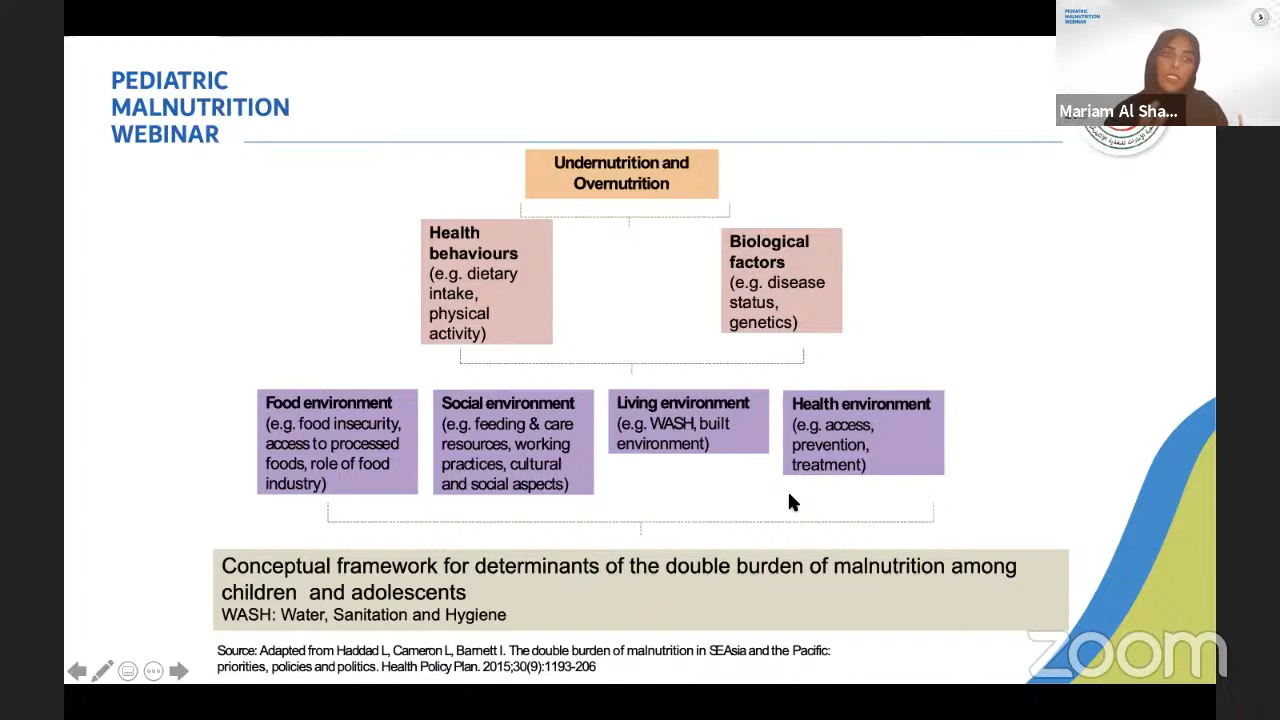 PEDIATRIC
MALNUTRITION
WEBINAR
PEDIATRIC
MALNUTRITION
WEBINAR
Mariam Al Sha...
Undernutrition and
Overnutrition
Health
behaviours
(e.g. dietary
intake,
physical
activity)
Biological
factors
(e.g. disease
status,
genetics)
Food environment
(e.g. food insecurity,
access to processed
foods, role of food
industry)
Social environment
(e.g. feeding & care
resources, working
practices, cultural
and social aspects)
Living environment
(e.g. WASH, built
environment)
Health environment
(e.g. access,
prevention,
treatment)
Conceptual framework for determinants of the double burden of malnutrition among
children and adolescents
WASH: Water, Sanitation and Hygiene
Source: Adapted from Haddad L, Cameron L, Barnett I. The double burden of malnutrition in SEAsia and the Pacific:
priorities, policies and politics. Health Policy Plan. 2015;30(9):1193-206
zoom